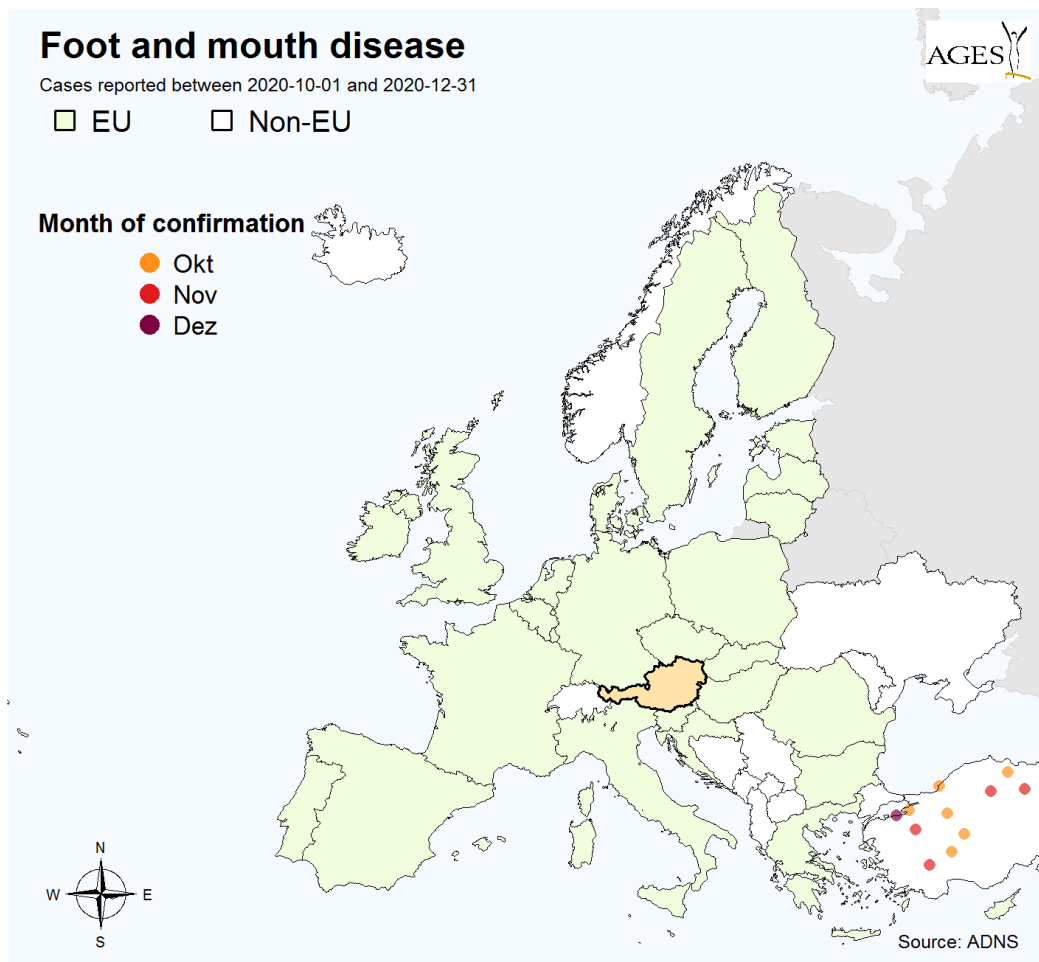 Foot and mouth disease
Cases reported between 2020-10-01 and 2020-12-31
EU Non-EU
AGES
Month of confirmation
Okt
Nov
Dez
N
W E
S
Source: ADNS